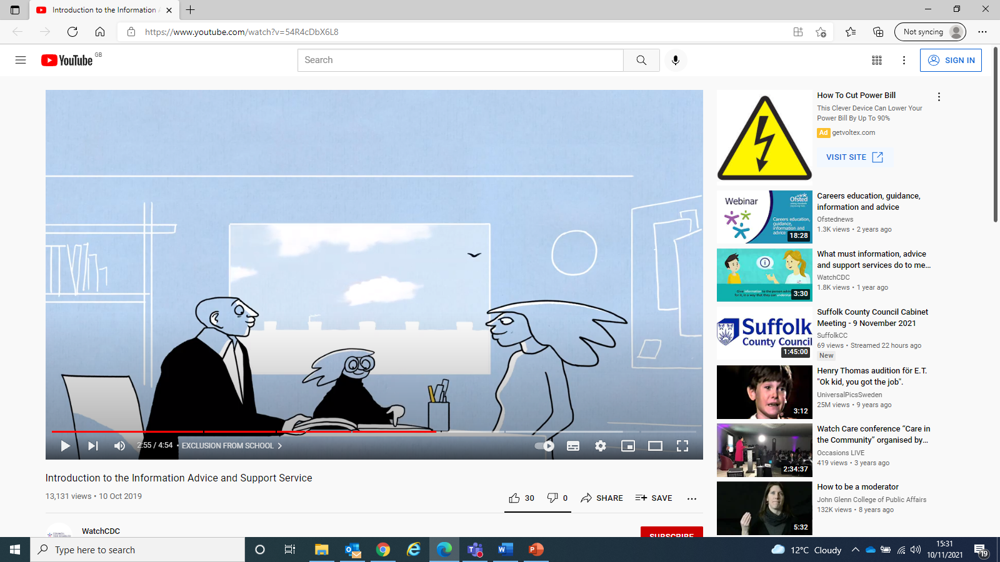 Introduction to the Information A
https://www.youtube.com/watch?v=54R4cDbX6L8
Not syncing
YouTube GB
Search
SIGN IN
2:55 / 4:54 • EXCLUSION FROM SCHOOL
Introduction to the Information Advice and Support Service
13,131 views • 10 Oct 2019
30
0
SHARE
SAVE
WatchCDC
SUBSCRIBE
How To Cut Power Bill
This Clever Device Can Lower Your
Power Bill By Up To 90%
Ad getvoltex.com
VISIT SITE
Webinar
Ofsted
Careers education,
guidance,
information and
advice
18:28
Careers education, guidance,
information and advice
Ofstednews
1.3K views • 2 years ago
3:30
What must information, advice
and support services do to me...
WatchCDC
1.8K views • 1 year ago
Suffolk
County Council
1:45:00
Suffolk County Council Cabinet
Meeting - 9 November 2021
SuffolkCC
69 views • Streamed 22 hours ago
New
3:12
Henry Thomas audition för E.T.
"Ok kid, you got the job".
UniversalPicsSweden
25M views • 9 years ago
2:34:37
Watch Care conference “Care in
the Community” organised by...
Occasions LIVE
419 views • 3 years ago
5:32
How to be a moderator
John Glenn College of Public Affairs
132K views • 8 years ago
Type here to search
12°C Cloudy
15:31
10/11/2021
19